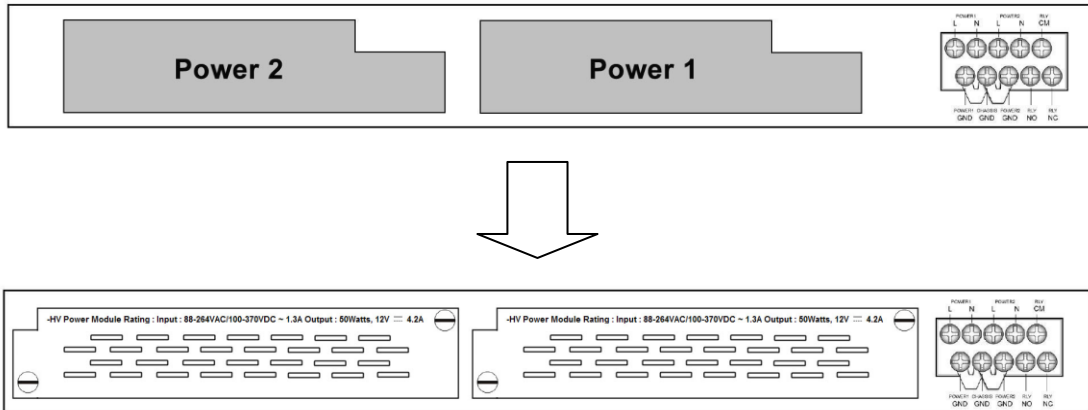 Power 2
Power 1
POWER1 POWER2 RLY
L N L N CM
POWER1 CHASSIS POWER2 RLY RLY
GND GND GND NO NC
-HV Power Module Rating : Input : 88-264VAC/100-370VDC ~ 1.3A Output : 50Watts, 12V ⎓ 4.2A
-HV Power Module Rating : Input : 88-264VAC/100-370VDC ~ 1.3A Output : 50Watts, 12V ⎓ 4.2A
POWER1 POWER2 RLY
L N L N CM
POWER1 CHASSIS POWER2 RLY RLY
GND GND GND NO NC